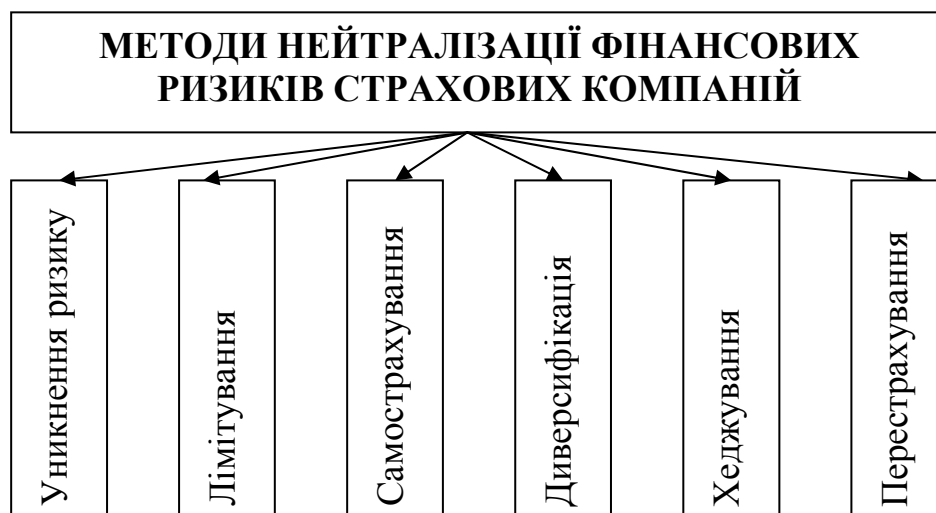 МЕТОДИ НЕЙТРАЛІЗАЦІЇ ФІНАНСОВИХ
РИЗИКІВ СТРАХОВИХ КОМПАНІЙ
Уникнення ризику
Лімітування
Самострахування
Диверсифікація
Хеджування
Перестрахування